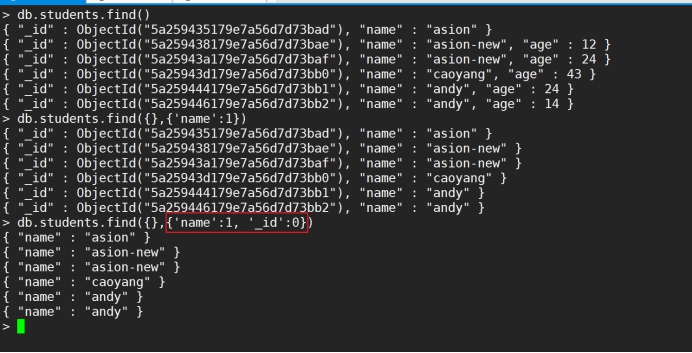 > db.students.find()
{ "_id" : ObjectId("5a259435179e7a56d7d73bad"), "name" : "asion" }
{ "_id" : ObjectId("5a259438179e7a56d7d73bae"), "name" : "asion-new", "age" : 12 }
{ "_id" : ObjectId("5a25943a179e7a56d7d73baf"), "name" : "asion-new", "age" : 24 }
{ "_id" : ObjectId("5a25943d179e7a56d7d73bb0"), "name" : "caoyang", "age" : 43 }
{ "_id" : ObjectId("5a259444179e7a56d7d73bb1"), "name" : "andy", "age" : 24 }
{ "_id" : ObjectId("5a259446179e7a56d7d73bb2"), "name" : "andy", "age" : 14 }
> db.students.find({},{'name':1})
{ "_id" : ObjectId("5a259435179e7a56d7d73bad"), "name" : "asion" }
{ "_id" : ObjectId("5a259438179e7a56d7d73bae"), "name" : "asion-new" }
{ "_id" : ObjectId("5a25943a179e7a56d7d73baf"), "name" : "asion-new" }
{ "_id" : ObjectId("5a25943d179e7a56d7d73bb0"), "name" : "caoyang" }
{ "_id" : ObjectId("5a259444179e7a56d7d73bb1"), "name" : "andy" }
{ "_id" : ObjectId("5a259446179e7a56d7d73bb2"), "name" : "andy" }
> db.students.find({},{'name':1, '_id':0})
{ "name" : "asion" }
{ "name" : "asion-new" }
{ "name" : "asion-new" }
{ "name" : "caoyang" }
{ "name" : "andy" }
{ "name" : "andy" }
>